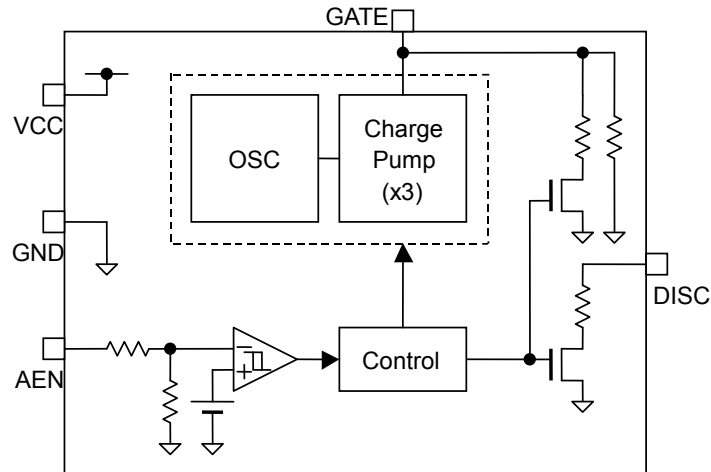 GATE
VCC
OSC
Charge
Pump
(x3)
GND
DISC
AEN
Control